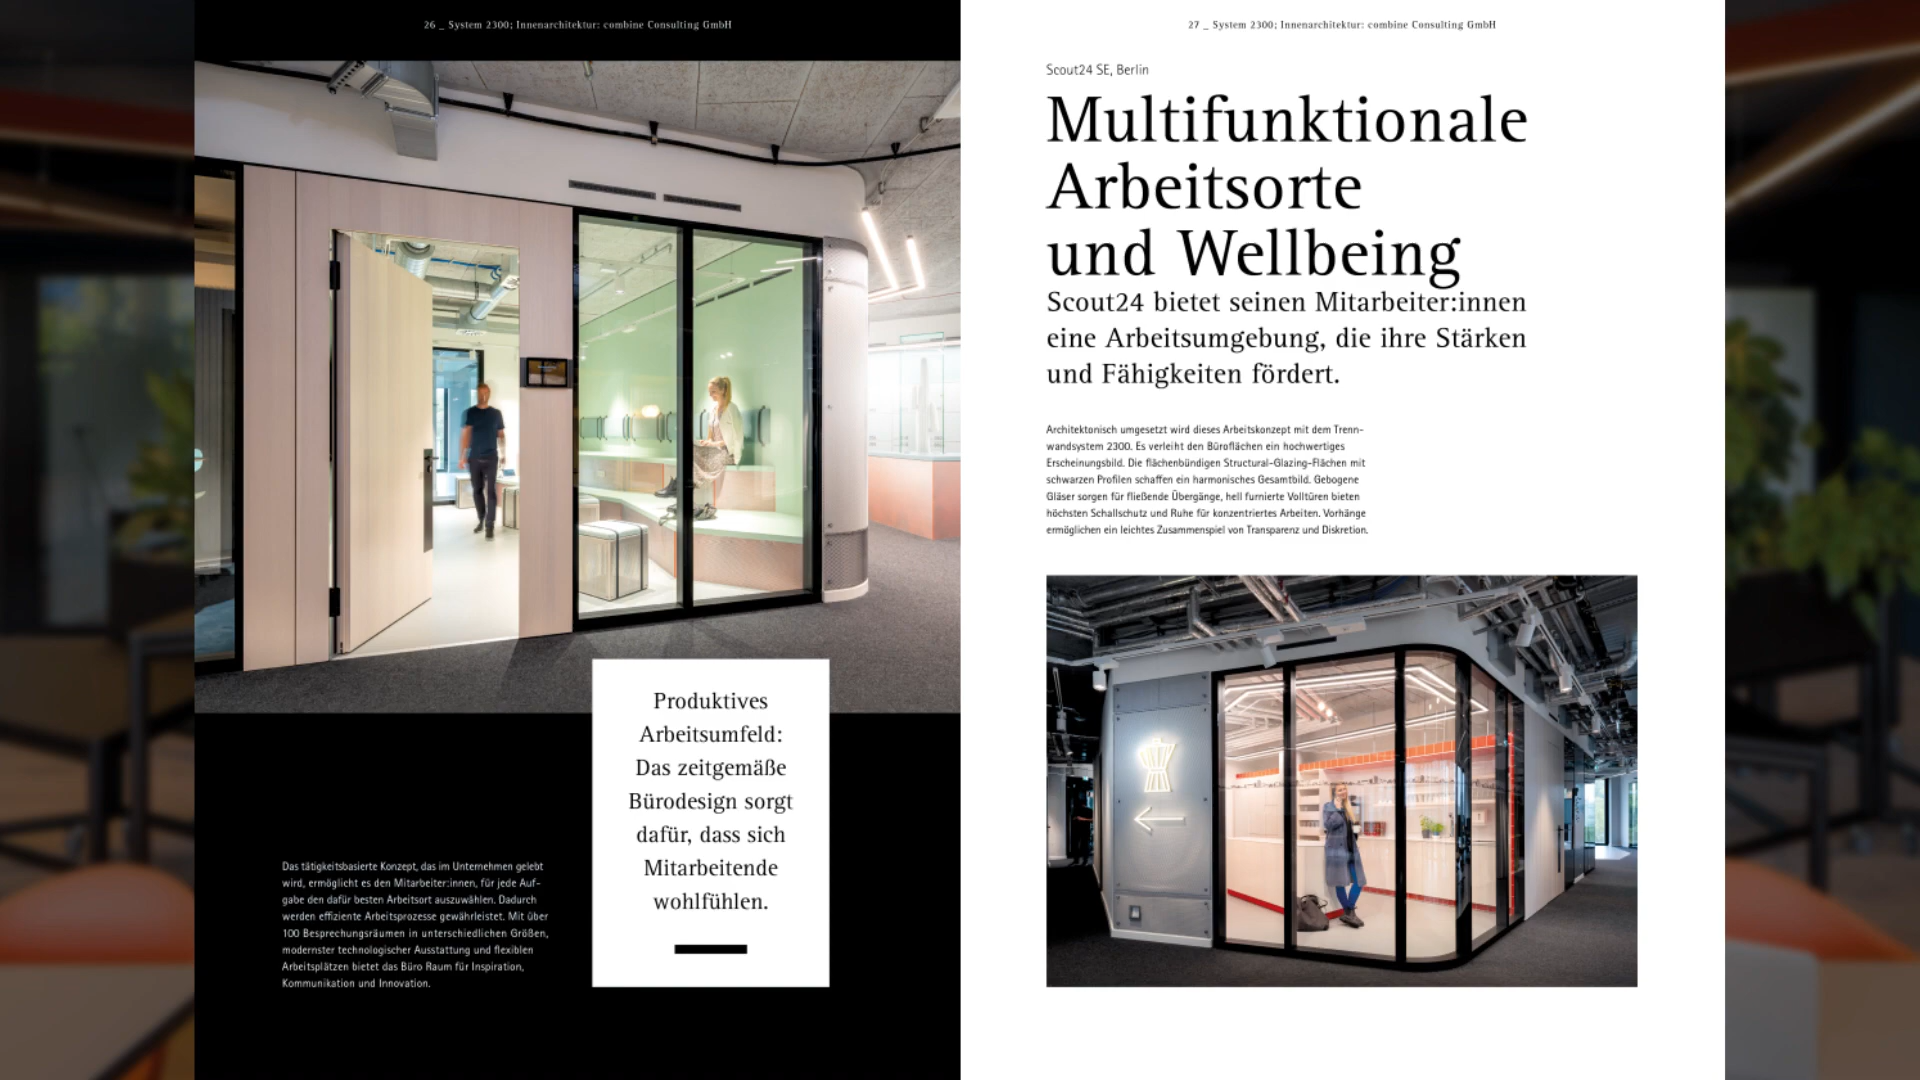 26 _ System 2300; Innenarchitektur: combine Consulting GmbH
Produktives
Arbeitsumfeld:
Das zeitgemäße
Bürodesign sorgt
dafür, dass sich
Mitarbeitende
wohlfühlen.
Das tätigkeitsbasierte Konzept, das im Unternehmen gelebt
wird, ermöglicht es den Mitarbeiter:innen, für jede Auf-
gabe den dafür besten Arbeitsort auszuwählen. Dadurch
werden effiziente Arbeitsprozesse gewährleistet. Mit über
100 Besprechungsräumen in unterschiedlichen Größen,
modernster technologischer Ausstattung und flexiblen
Arbeitsplätzen bietet das Büro Raum für Inspiration,
Kommunikation und Innovation.
27 _ System 2300; Innenarchitektur: combine Consulting GmbH
Scout24 SE, Berlin
Multifunktionale
Arbeitsorte
und Wellbeing
Scout24 bietet seinen Mitarbeiter:innen
eine Arbeitsumgebung, die ihre Stärken
und Fähigkeiten fördert.
Architektonisch umgesetzt wird dieses Arbeitskonzept mit dem Trenn-
wandsystem 2300. Es verleiht den Büroflächen ein hochwertiges
Erscheinungsbild. Die flächenbündigen Structural-Glazing-Flächen mit
schwarzen Profilen schaffen ein harmonisches Gesamtbild. Gebogene
Gläser sorgen für fließende Übergänge, hell furnierte Volltüren bieten
höchsten Schallschutz und Ruhe für konzentriertes Arbeiten. Vorhänge
ermöglichen ein leichtes Zusammenspiel von Transparenz und Diskretion.